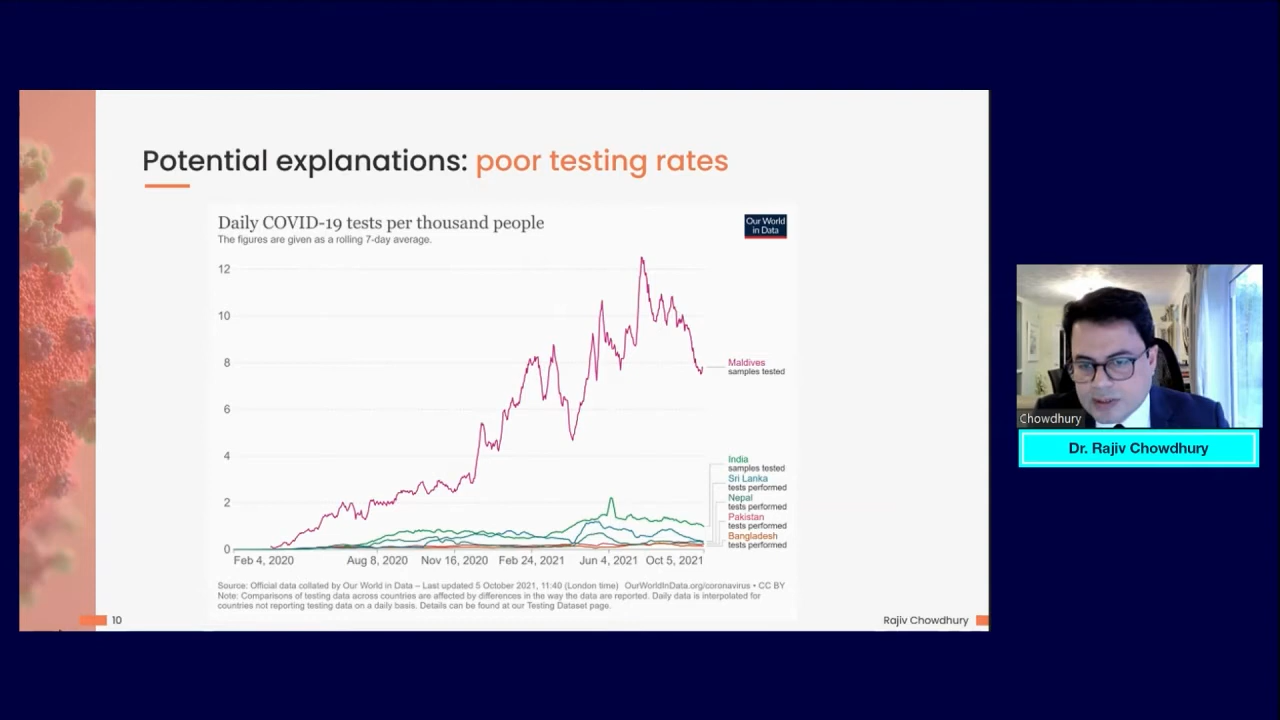 Potential explanations: poor testing rates
Daily COVID-19 tests per thousand people
The figures are given as a rolling 7-day average.
Our World
in Data
12
10
8
6
4
2
0
Feb 4, 2020
Aug 8, 2020
Nov 16, 2020
Feb 24, 2021
Jun 4, 2021
Oct 5, 2021
Maldives
samples tested
India
samples tested
Sri Lanka
tests performed
Nepal
tests performed
Pakistan
tests performed
Bangladesh
tests performed
Source: Official data collated by Our World in Data – Last updated 5 October 2021, 11:40 (London time) OurWorldInData.org/coronavirus • CC BY
Note: Comparisons of testing data across countries are affected by differences in the way the data are reported. Daily data is interpolated for
countries not reporting testing data on a daily basis. Details can be found at our Testing Dataset page.
10
Rajiv Chowdhury
Chowdhury
Dr. Rajiv Chowdhury